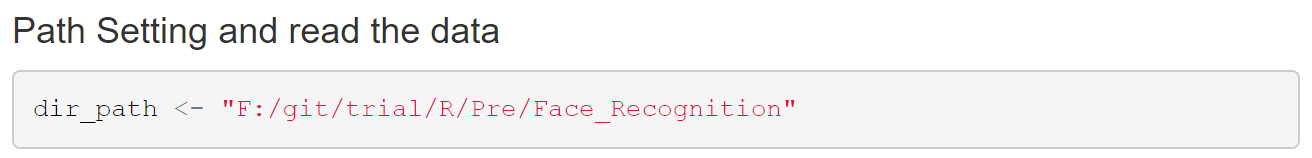 Path Setting and read the data
dir_path <- "F:/git/trial/R/Pre/Face_Recognition"